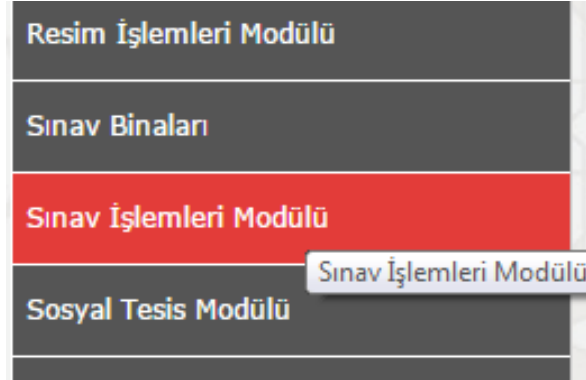 Resim İşlemleri Modülü
Sınav Binaları
Sınav İşlemleri Modülü
Sınav İşlemleri Modülü
Sosyal Tesis Modülü